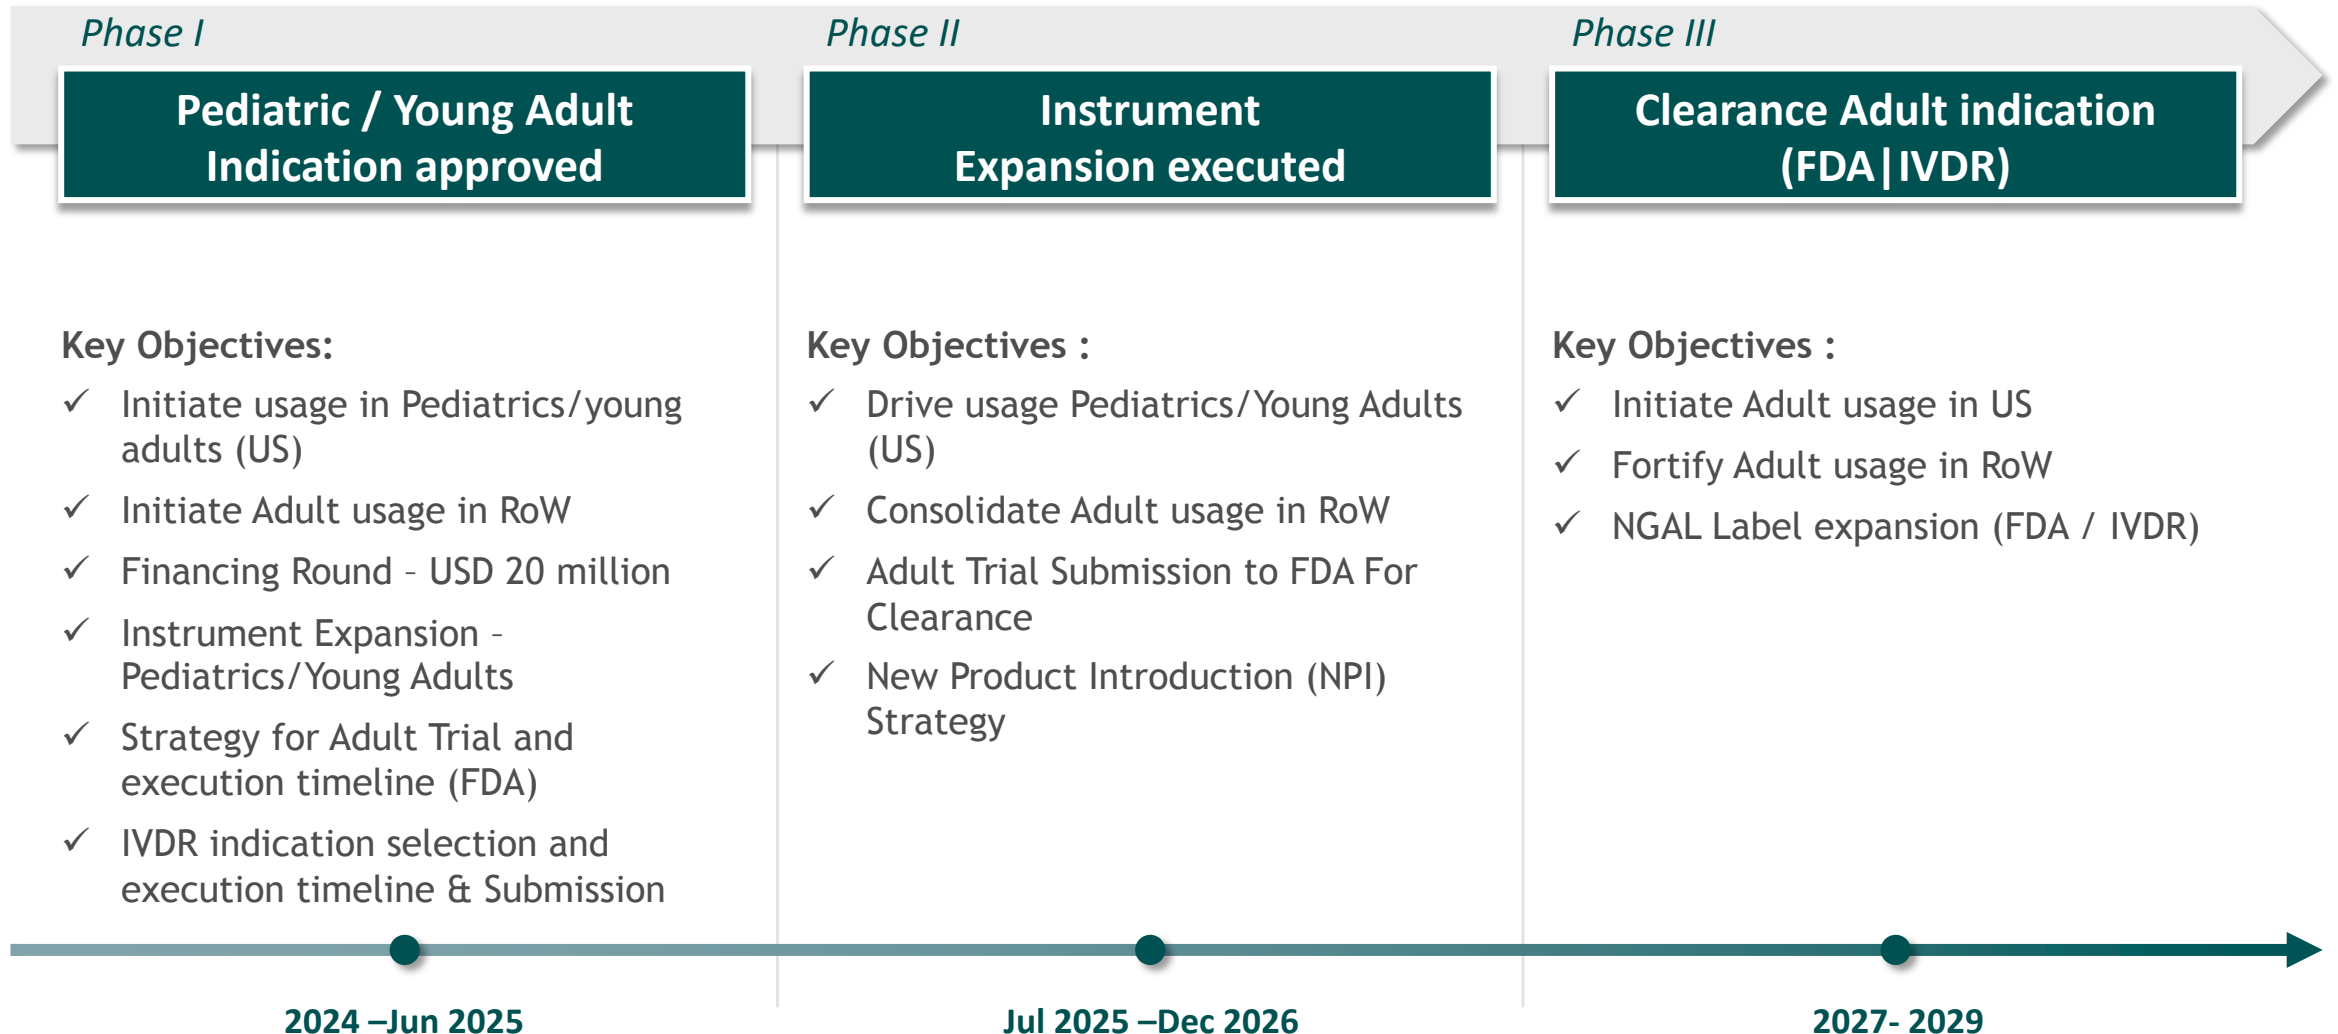 Phase I
Pediatric / Young Adult
Indication approved
Key Objectives:
✓ Initiate usage in Pediatrics/young
adults (US)
✓ Initiate Adult usage in RoW
✓ Financing Round – USD 20 million
✓ Instrument Expansion –
Pediatrics/Young Adults
✓ Strategy for Adult Trial and
execution timeline (FDA)
✓ IVDR indication selection and
execution timeline & Submission
2024 –Jun 2025
Phase II
Instrument
Expansion executed
Key Objectives :
✓ Drive usage Pediatrics/Young Adults
(US)
✓ Consolidate Adult usage in RoW
✓ Adult Trial Submission to FDA For
Clearance
✓ New Product Introduction (NPI)
Strategy
Jul 2025 –Dec 2026
Phase III
Clearance Adult indication
(FDA|IVDR)
Key Objectives :
✓ Initiate Adult usage in US
✓ Fortify Adult usage in RoW
✓ NGAL Label expansion (FDA / IVDR)
2027- 2029